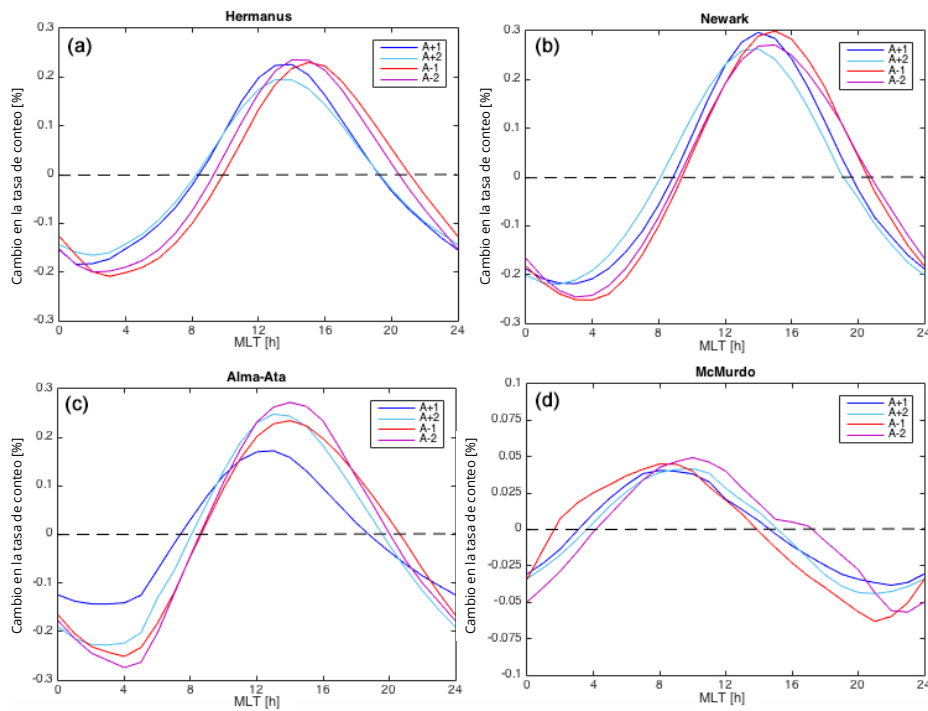 Hermanus
(a)
A+1
A+2
A-1
A-2
Cambio en la tasa de conteo [%]
0.3
0.2
0.1
0
-0.1
-0.2
-0.3
0 4 8 12 16 20 24
MLT [h]
Newark
(b)
A+1
A+2
A-1
A-2
Cambio en la tasa de conteo [%]
0.3
0.2
0.1
0
-0.1
-0.2
-0.3
0 4 8 12 16 20 24
MLT [h]
Alma-Ata
(c)
A+1
A+2
A-1
A-2
Cambio en la tasa de conteo [%]
0.3
0.2
0.1
0
-0.1
-0.2
-0.3
0 4 8 12 16 20 24
MLT [h]
McMurdo
(d)
A+1
A+2
A-1
A-2
Cambio en la tasa de conteo [%]
0.1
0.075
0.05
0.025
0
-0.025
-0.05
-0.075
-0.1
0 4 8 12 16 20 24
MLT [h]